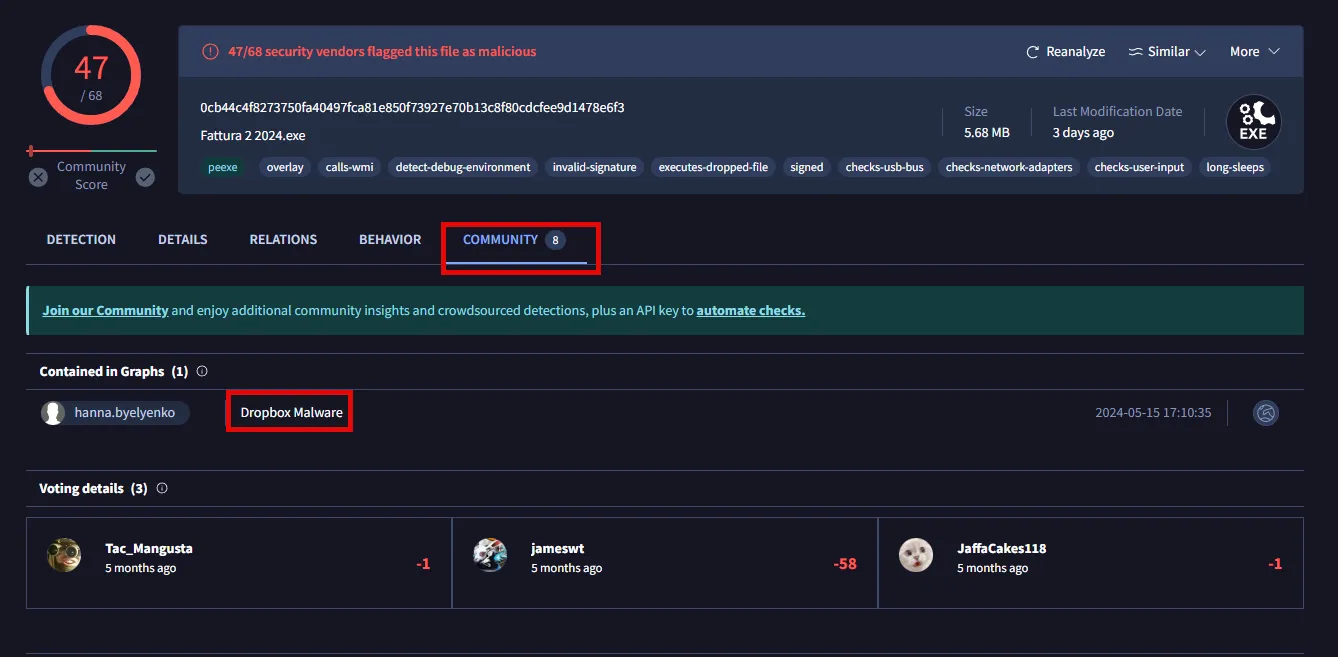 47
/ 68
Community
Score
47/68 security vendors flagged this file as malicious
Reanalyze
Similar
More
0cb44c4f8273750fa40497fca81e850f73927e70b13c8f80cdcfee9d1478e6f3
Fattura 2 2024.exe
Size
5.68 MB
Last Modification Date
3 days ago
EXE
peexe overlay calls-wmi detect-debug-environment invalid-signature executes-dropped-file signed checks-usb-bus checks-network-adapters checks-user-input long-sleeps
DETECTION DETAILS RELATIONS BEHAVIOR COMMUNITY 8
Join our Community and enjoy additional community insights and crowdsourced detections, plus an API key to automate checks.
Contained in Graphs (1)
hanna.byelyenko Dropbox Malware 2024-05-15 17:10:35
Voting details (3)
Tac_Mangusta
5 months ago
-1
jameswt
5 months ago
-58
JaffaCakes118
5 months ago
-1